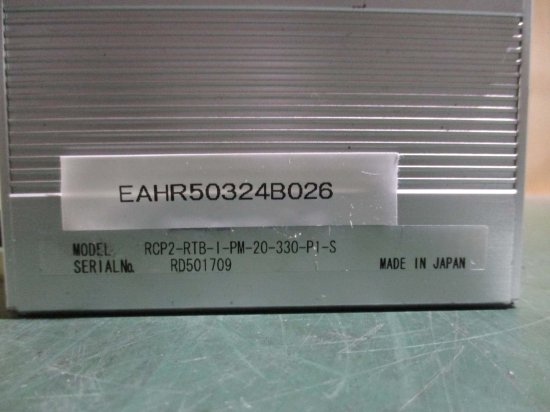 EAHR50324B026
MODEL RCP2-RTB-I-PM-20-330-P1-S
SERIAL No. RD501709 MADE IN JAPAN